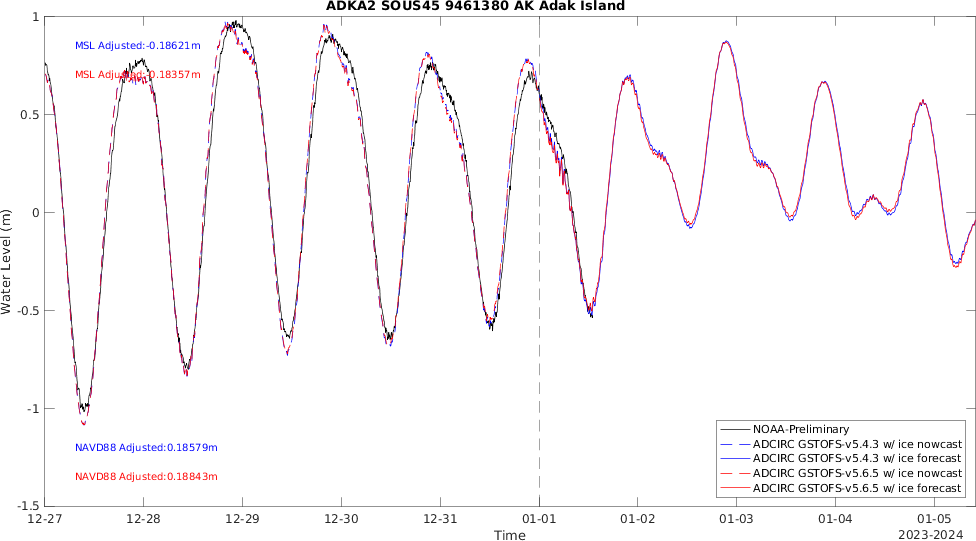 ADKA2 SOUS45 9461380 AK Adak Island
MSL Adjusted:-0.18621m
MSL Adjusted:-0.18357m
NAVD88 Adjusted:0.18579m
NAVD88 Adjusted:0.18843m
Water Level (m)
1
0.5
0
-0.5
-1
-1.5
NOAA-Preliminary
ADCIRC GSTOFS-v5.4.3 w/ ice nowcast
ADCIRC GSTOFS-v5.4.3 w/ ice forecast
ADCIRC GSTOFS-v5.6.5 w/ ice nowcast
ADCIRC GSTOFS-v5.6.5 w/ ice forecast
12-27 12-28 12-29 12-30 12-31 01-01 01-02 01-03 01-04 01-05
Time
2023-2024